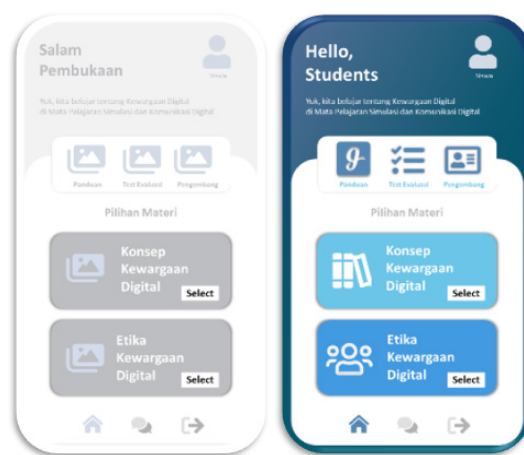 Salam
Pembukaan
Yuk, kita belajar tentang Kewargaan Digital
di Mata Pelajaran Simulasi dan Komunikasi Digital
Panduan
Test Evaluasi
Pengembang
Pilihan Materi
Konsep
Kewargaan
Digital
Select
Etika
Kewargaan
Digital
Select
Hello,
Students
Yuk, kita belajar tentang Kewargaan Digital
di Mata Pelajaran Simulasi dan Komunikasi Digital
Panduan
Test Evaluasi
Pengembang
Pilihan Materi
Konsep
Kewargaan
Digital
Select
Etika
Kewargaan
Digital
Select